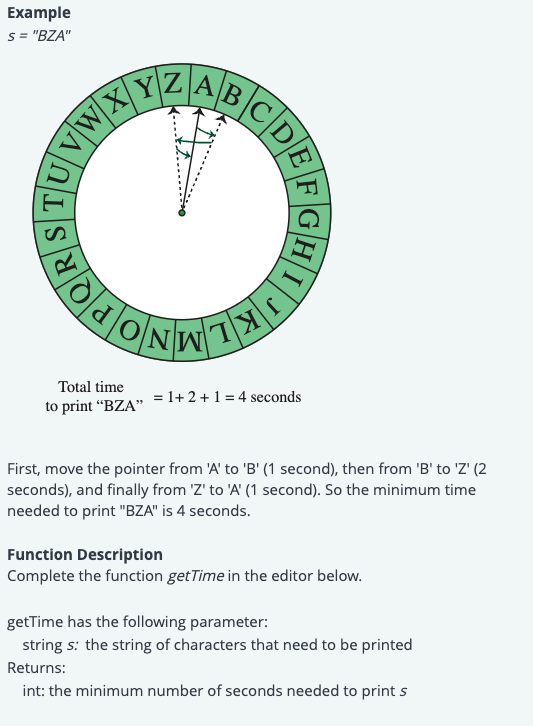 Example
s = "BZA"
A B C D E F G H I J K L M N O P Q R S T U V W X Y Z
Total time
to print “BZA” = 1+ 2 + 1 = 4 seconds
First, move the pointer from 'A' to 'B' (1 second), then from 'B' to 'Z' (2
seconds), and finally from 'Z' to 'A' (1 second). So the minimum time
needed to print "BZA" is 4 seconds.
Function Description
Complete the function getTime in the editor below.
getTime has the following parameter:
string s: the string of characters that need to be printed
Returns:
int: the minimum number of seconds needed to print s